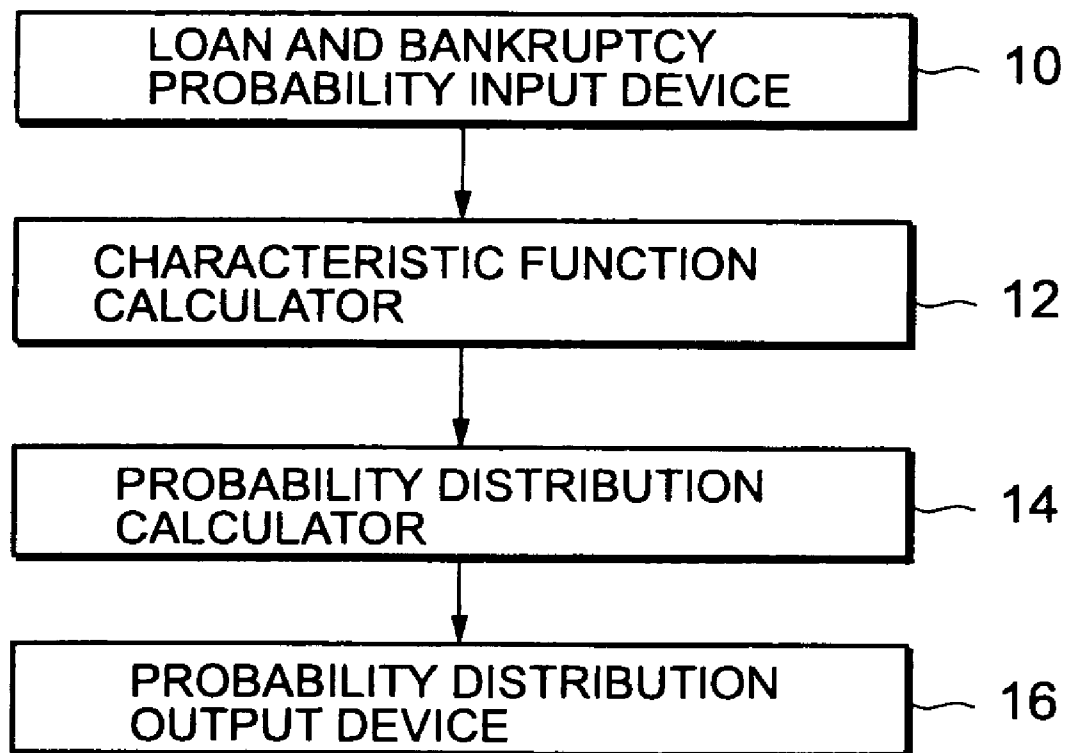 LOAN AND BANKRUPTCY
PROBABILITY INPUT DEVICE
10
CHARACTERISTIC FUNCTION
CALCULATOR
12
PROBABILITY DISTRIBUTION
CALCULATOR
14
PROBABILITY DISTRIBUTION
OUTPUT DEVICE
16